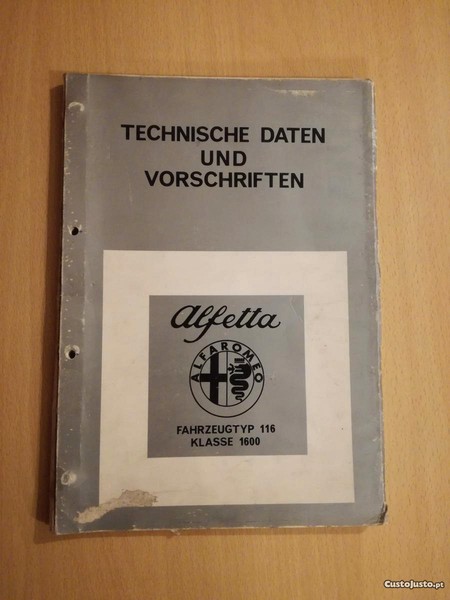 TECHNISCHE DATEN
UND
VORSCHRIFTEN
alfetta
ALFA ROMEO
FAHRZEUGTYP 116
KLASSE 1600
CustoJusto.pt